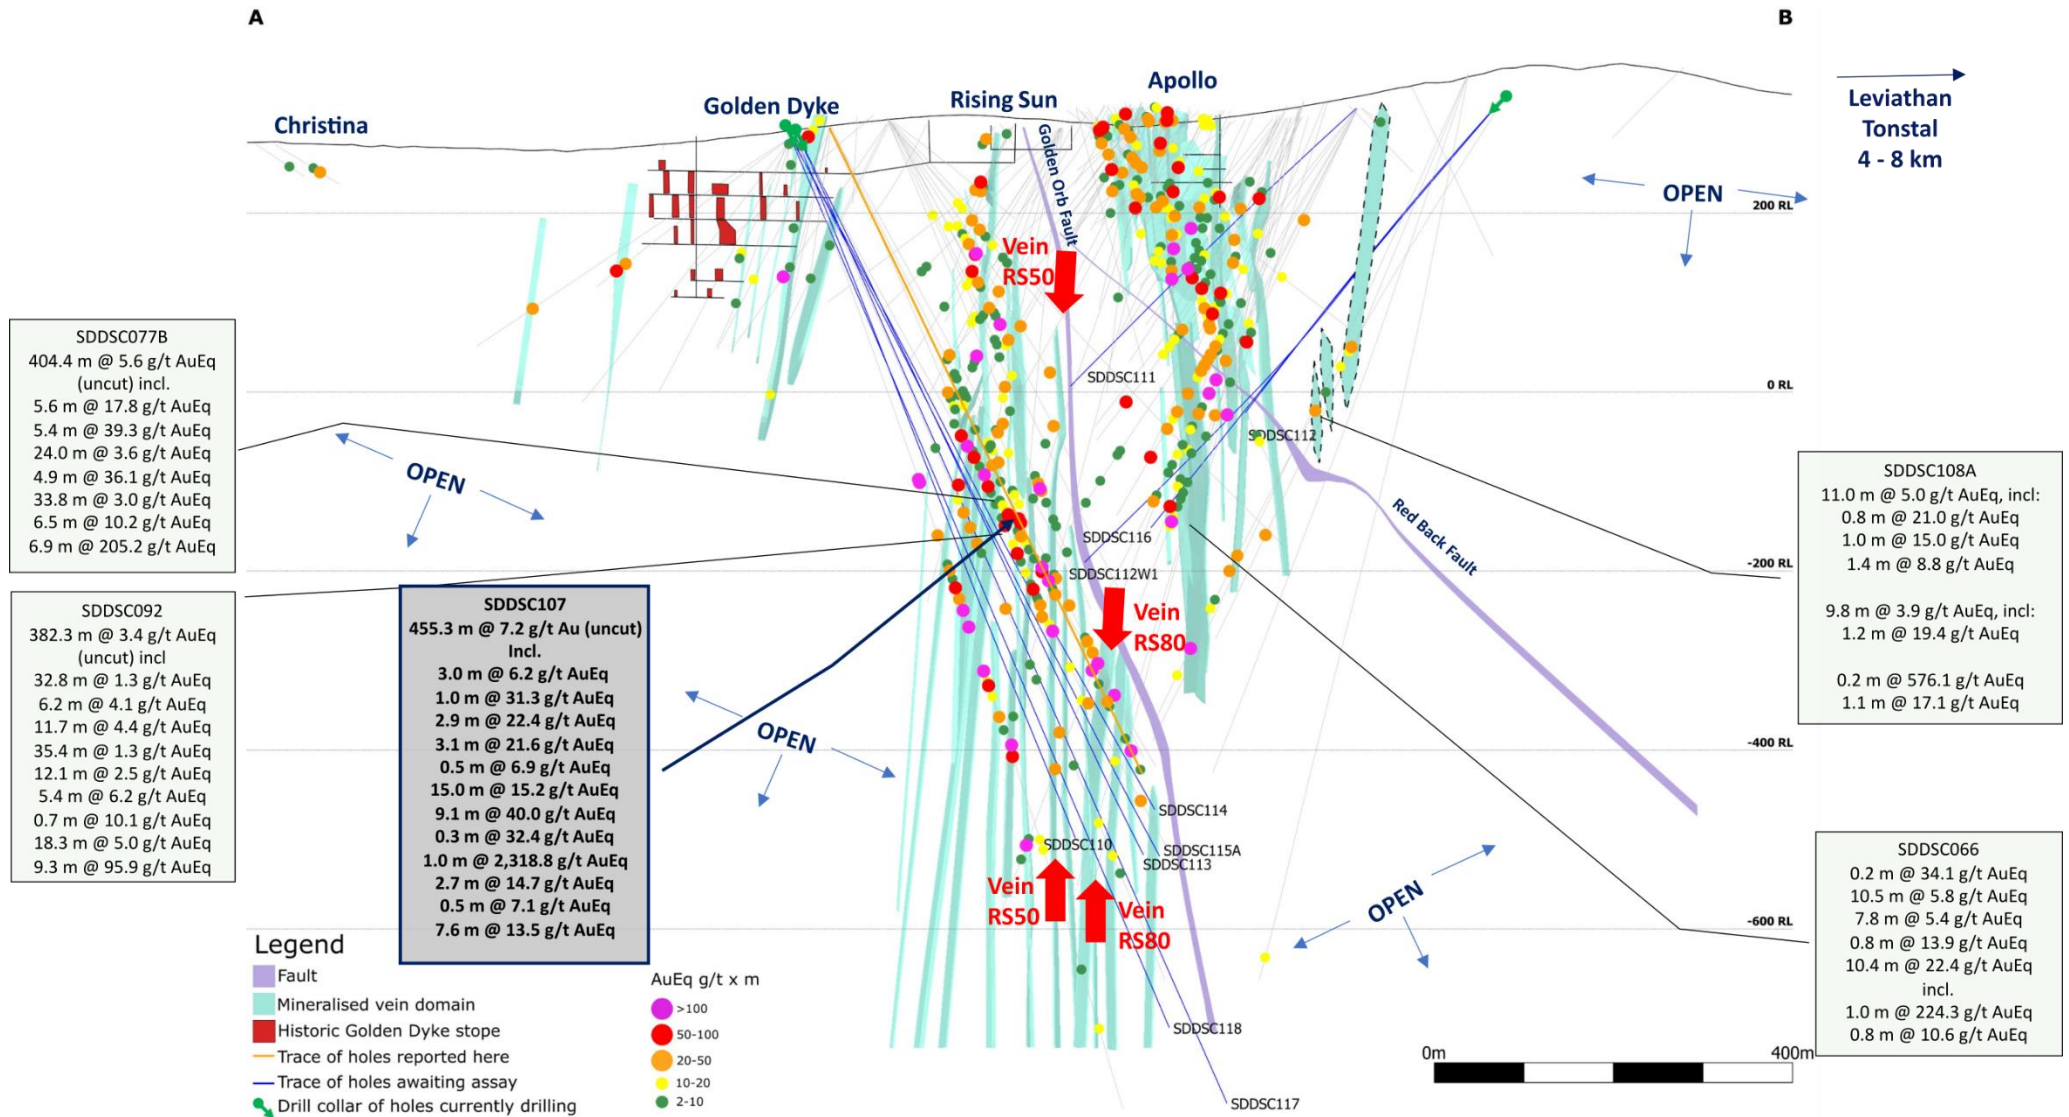 A
B
Christina
Golden Dyke
Rising Sun
Apollo
Leviathan
Tonstal
4 - 8 km
Golden Orb Fault
OPEN
200 RL
Vein
RS50
SDDSC077B
404.4 m @ 5.6 g/t AuEq
(uncut) incl.
5.6 m @ 17.8 g/t AuEq
5.4 m @ 39.3 g/t AuEq
24.0 m @ 3.6 g/t AuEq
4.9 m @ 36.1 g/t AuEq
33.8 m @ 3.0 g/t AuEq
6.5 m @ 10.2 g/t AuEq
6.9 m @ 205.2 g/t AuEq
SDDSC111
0 RL
SDDSC112
OPEN
SDDSC108A
11.0 m @ 5.0 g/t AuEq, incl:
0.8 m @ 21.0 g/t AuEq
1.0 m @ 15.0 g/t AuEq
1.4 m @ 8.8 g/t AuEq
9.8 m @ 3.9 g/t AuEq, incl:
1.2 m @ 19.4 g/t AuEq
0.2 m @ 576.1 g/t AuEq
1.1 m @ 17.1 g/t AuEq
Red Back Fault
SDDSC116
SDDSC112W1
-200 RL
Vein
RS80
SDDSC092
382.3 m @ 3.4 g/t AuEq
(uncut) incl
32.8 m @ 1.3 g/t AuEq
6.2 m @ 4.1 g/t AuEq
11.7 m @ 4.4 g/t AuEq
35.4 m @ 1.3 g/t AuEq
12.1 m @ 2.5 g/t AuEq
5.4 m @ 6.2 g/t AuEq
0.7 m @ 10.1 g/t AuEq
18.3 m @ 5.0 g/t AuEq
9.3 m @ 95.9 g/t AuEq
SDDSC107
455.3 m @ 7.2 g/t Au (uncut)
Incl.
3.0 m @ 6.2 g/t AuEq
1.0 m @ 31.3 g/t AuEq
2.9 m @ 22.4 g/t AuEq
3.1 m @ 21.6 g/t AuEq
0.5 m @ 6.9 g/t AuEq
15.0 m @ 15.2 g/t AuEq
9.1 m @ 40.0 g/t AuEq
0.3 m @ 32.4 g/t AuEq
1.0 m @ 2,318.8 g/t AuEq
2.7 m @ 14.7 g/t AuEq
0.5 m @ 7.1 g/t AuEq
7.6 m @ 13.5 g/t AuEq
OPEN
-400 RL
SDDSC114
SDDSC110
SDDSC115A
SDDSC113
Vein
RS50
Vein
RS80
OPEN
-600 RL
SDDSC066
0.2 m @ 34.1 g/t AuEq
10.5 m @ 5.8 g/t AuEq
7.8 m @ 5.4 g/t AuEq
0.8 m @ 13.9 g/t AuEq
10.4 m @ 22.4 g/t AuEq
incl.
1.0 m @ 224.3 g/t AuEq
0.8 m @ 10.6 g/t AuEq
SDDSC118
SDDSC117
Legend
Fault
Mineralised vein domain
Historic Golden Dyke stope
Trace of holes reported here
Trace of holes awaiting assay
Drill collar of holes currently drilling
AuEq g/t x m
>100
50-100
20-50
10-20
2-10
0m
400m